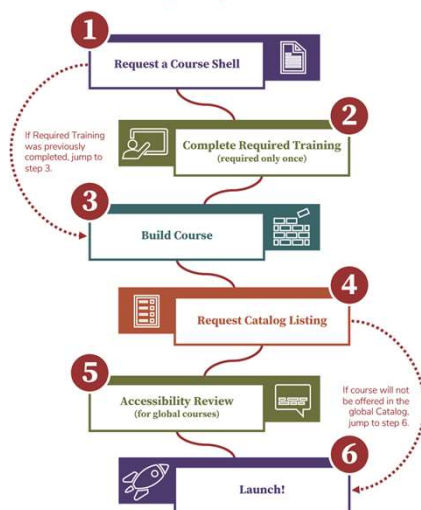 1
Request a Course Shell
2
If Required Training
was previously
completed, jump to
step 3.
Complete Required Training
(required only once)
3
Build Course
4
Request Catalog Listing
5
Accessibility Review
(for global courses)
If course will not
be offered in the
global Catalog,
jump to step 6.
6
Launch!